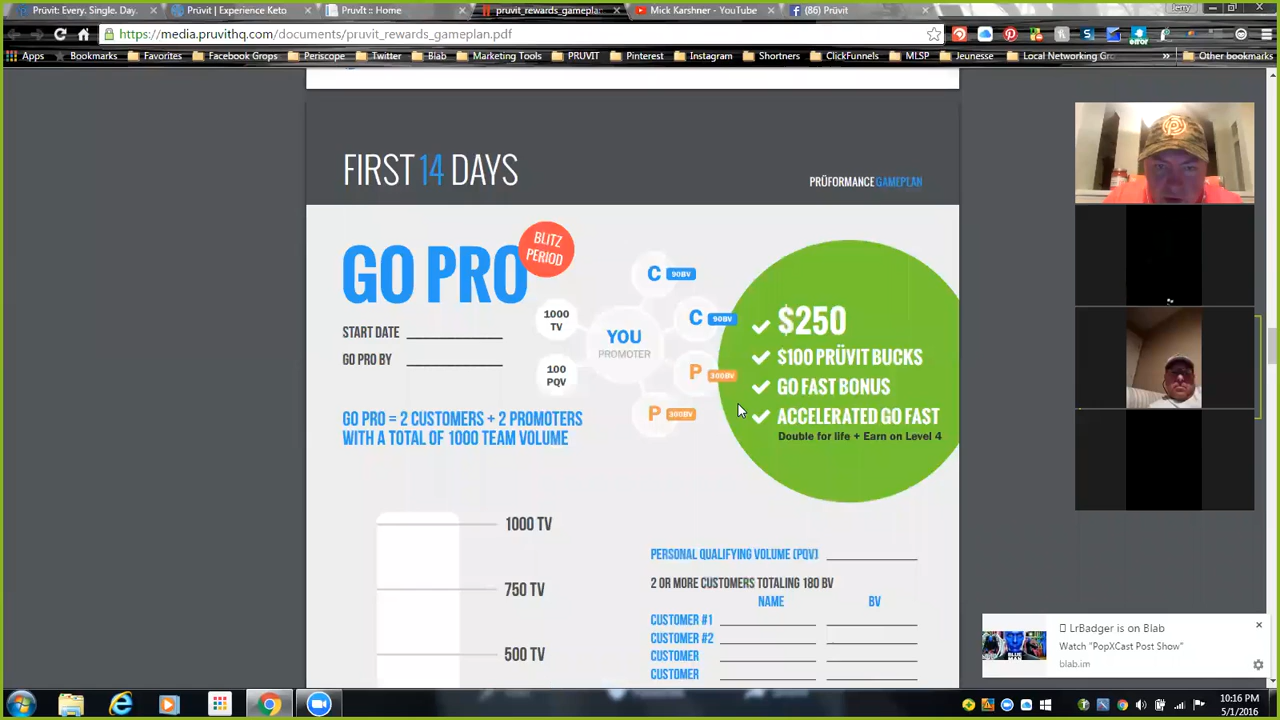 Prüvit: Every. Single. Day.
Prüvit | Experience Keto
PruvIt :: Home
pruvit_rewards_gameplan
Mick Karshner - YouTube
(86) Prüvit
Jerry
https://media.pruvithq.com/documents/pruvit_rewards_gameplan.pdf
Apps
Bookmarks
Favorites
Facebook Grops
Periscope
Twitter
Blab
Marketing Tools
PRUVIT
Pinterest
Instagram
Shortners
ClickFunnels
MLSP
Jeunesse
Local Networking Gro
»
Other bookmarks
FIRST 14 DAYS
PRÜFORMANCE GAMEPLAN
GO PRO
BLITZ
PERIOD
START DATE
GO PRO BY
GO PRO = 2 CUSTOMERS + 2 PROMOTERS
WITH A TOTAL OF 1000 TEAM VOLUME
1000
TV
100
PQV
YOU
PROMOTER
C 90BV
C 90BV
P 300BV
P 300BV
$250
$100 PRÜVIT BUCKS
GO FAST BONUS
ACCELERATED GO FAST
Double for life + Earn on Level 4
1000 TV
750 TV
500 TV
PERSONAL QUALIFYING VOLUME (PQV)
2 OR MORE CUSTOMERS TOTALING 180 BV
NAME BV
CUSTOMER #1
CUSTOMER #2
CUSTOMER
CUSTOMER
LrBadger is on Blab
Watch "PopXCast Post Show"
blab.im
10:16 PM
5/1/2016